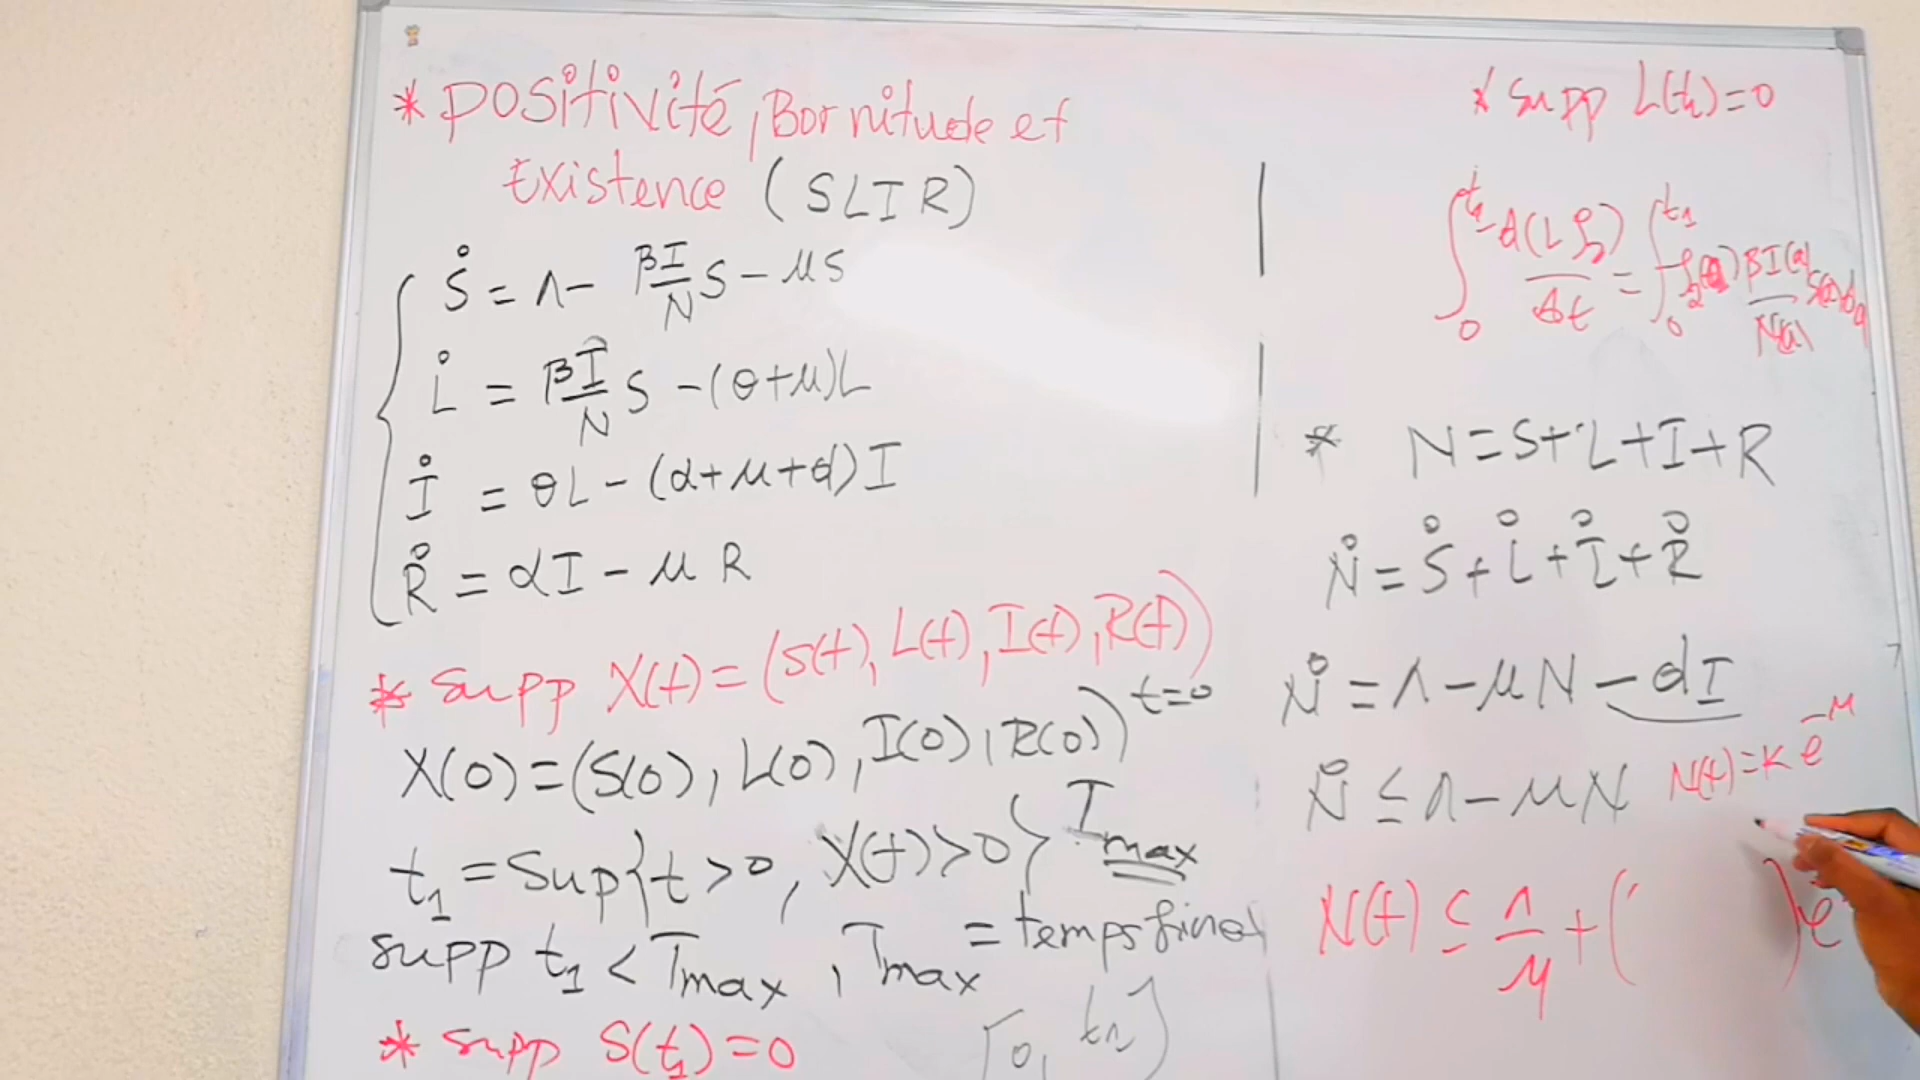 * Positivité, Bornitude et
Existence (SLIR)
Ṡ = Λ - βI/N S - μS
L̇ = βI/N S - (θ+μ)L
İ = θL - (α+μ+d)I
Ṙ = αI - μR
* Supp X(t) = (S(t), L(t), I(t), R(t))
X(0) = (S(0), L(0), I(0), R(0)) t=0
t₁ = Sup{t>0, X(t)>0} Tmax
supp t₁ < Tmax, Tmax = temps final
* Supp S(t₁)=0
[0, t₁]
* Supp L(t₁)=0
* N=S+L+I+R
Ṅ = Ṡ+L̇+İ+Ṙ
Ṅ = Λ - μN - dI
Ṅ ≤ Λ - μN N(t)=K e^-μ
N(t) ≤ Λ/μ + ( )e